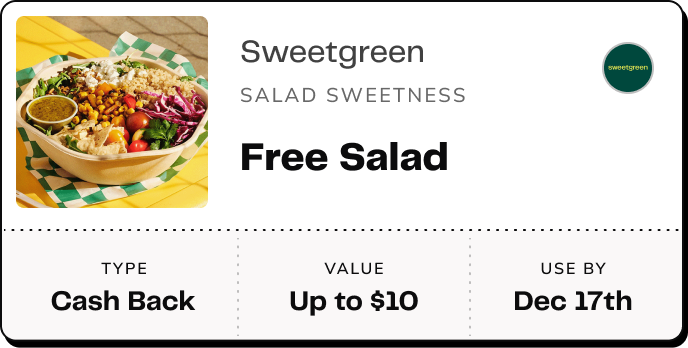 Sweetgreen
SALAD SWEETNESS
sweetgreen
Free Salad
TYPE
Cash Back
VALUE
Up to $10
USE BY
Dec 17th